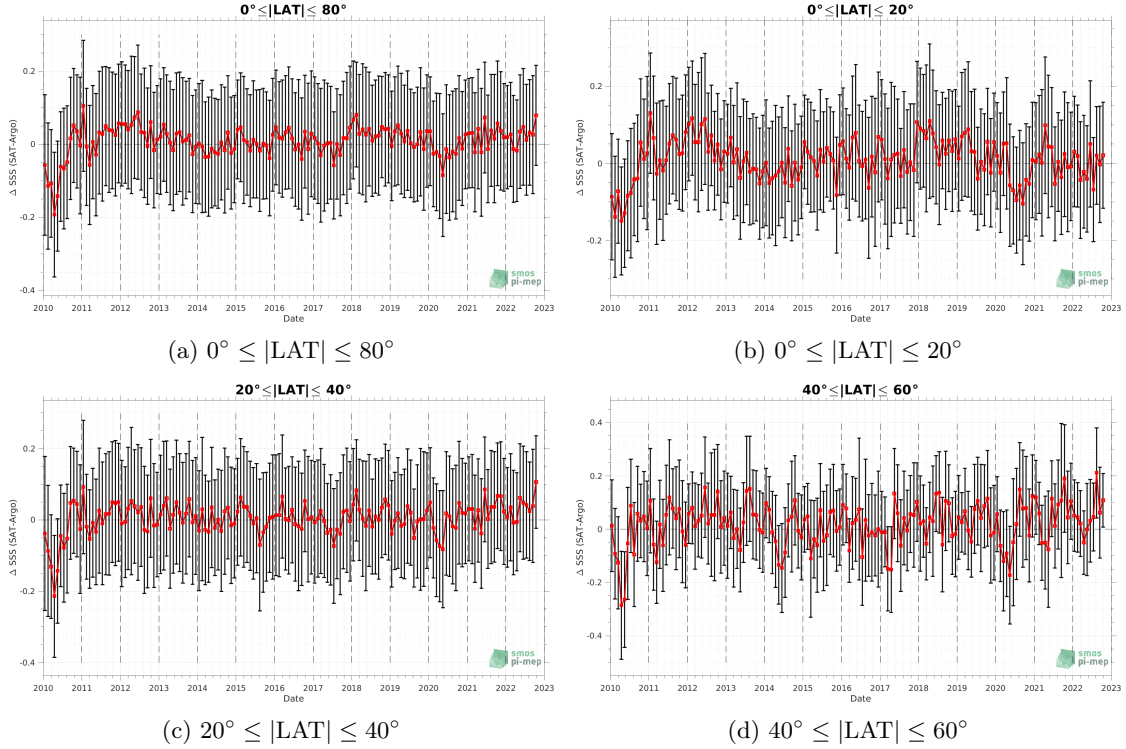 0°≤|LAT|≤ 80°
Δ SSS (SAT-Argo)
0.2
0
-0.2
-0.4
2010 2011 2012 2013 2014 2015 2016 2017 2018 2019 2020 2021 2022 2023
Date
smos
pi-mep
(a) 0° ≤ |LAT| ≤ 80°
0°≤|LAT|≤ 20°
Δ SSS (SAT-Argo)
0.2
0
-0.2
2010 2011 2012 2013 2014 2015 2016 2017 2018 2019 2020 2021 2022 2023
Date
smos
pi-mep
(b) 0° ≤ |LAT| ≤ 20°
20°≤|LAT|≤ 40°
Δ SSS (SAT-Argo)
0.2
0
-0.2
-0.4
2010 2011 2012 2013 2014 2015 2016 2017 2018 2019 2020 2021 2022 2023
Date
smos
pi-mep
(c) 20° ≤ |LAT| ≤ 40°
40°≤|LAT|≤ 60°
Δ SSS (SAT-Argo)
0.4
0.2
0
-0.2
-0.4
2010 2011 2012 2013 2014 2015 2016 2017 2018 2019 2020 2021 2022 2023
Date
smos
pi-mep
(d) 40° ≤ |LAT| ≤ 60°